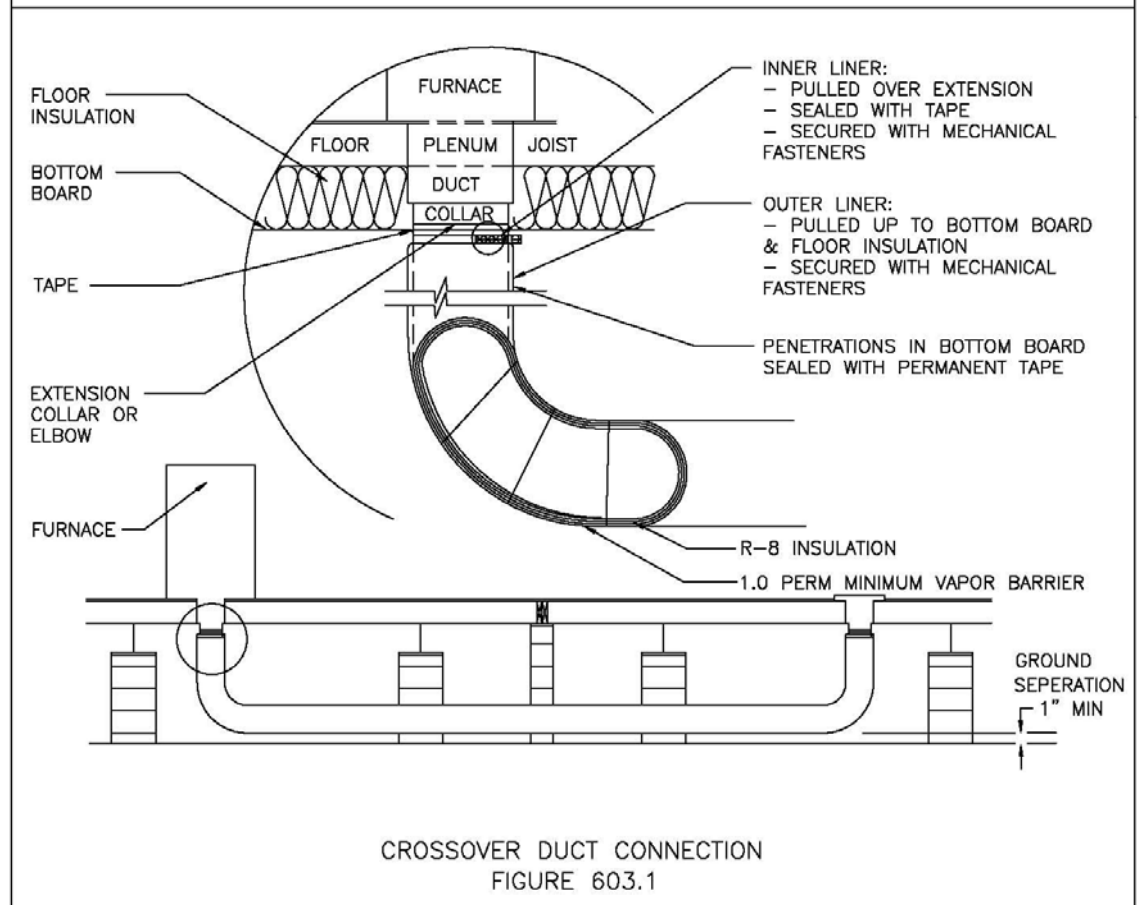 FURNACE
FLOOR
INSULATION
FLOOR
PLENUM
JOIST
BOTTOM
BOARD
DUCT
COLLAR
TAPE
EXTENSION
COLLAR OR
ELBOW
INNER LINER:
– PULLED OVER EXTENSION
– SEALED WITH TAPE
– SECURED WITH MECHANICAL
FASTENERS
OUTER LINER:
– PULLED UP TO BOTTOM BOARD
& FLOOR INSULATION
– SECURED WITH MECHANICAL
FASTENERS
PENETRATIONS IN BOTTOM BOARD
SEALED WITH PERMANENT TAPE
FURNACE
R–8 INSULATION
1.0 PERM MINIMUM VAPOR BARRIER
GROUND
SEPERATION
1" MIN
CROSSOVER DUCT CONNECTION
FIGURE 603.1